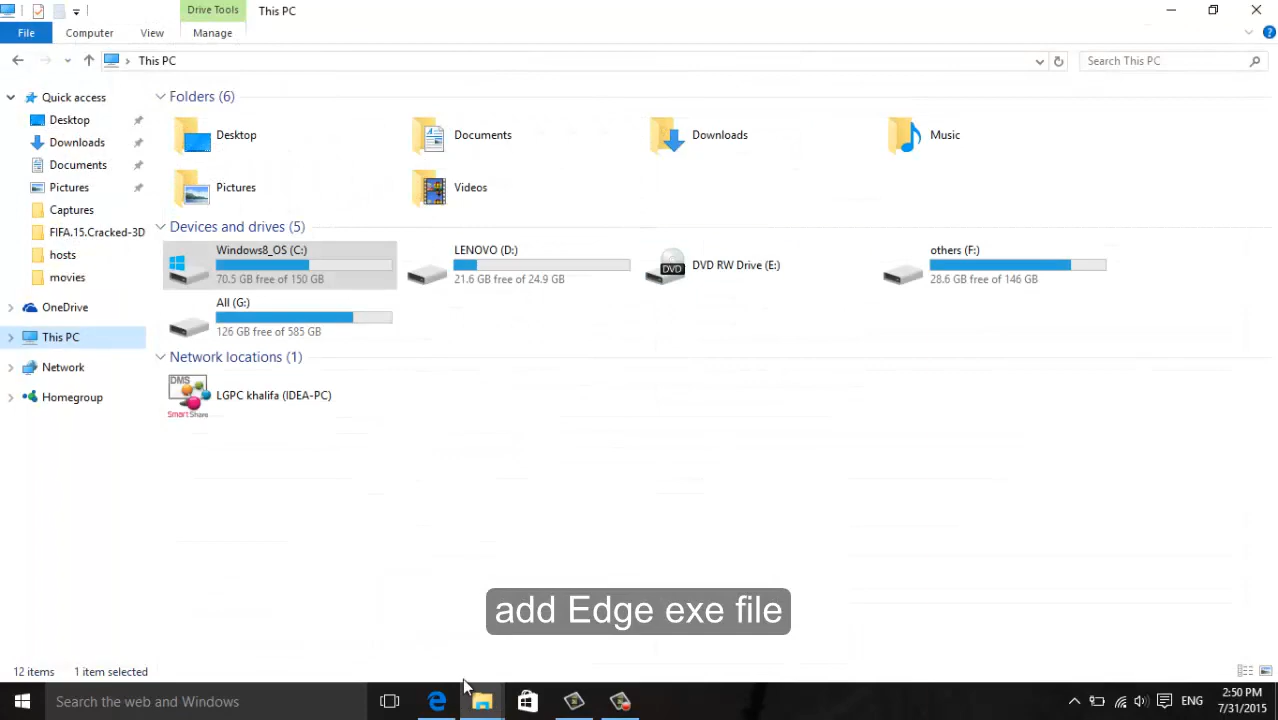 Drive Tools
This PC
File
Computer
View
Manage
?
This PC
Search This PC
Quick access
Desktop
Downloads
Documents
Pictures
Captures
FIFA.15.Cracked-3D
hosts
movies
OneDrive
This PC
Network
Homegroup
Folders (6)
Desktop
Documents
Downloads
Music
Pictures
Videos
Devices and drives (5)
Windows8_OS (C:)
70.5 GB free of 150 GB
LENOVO (D:)
21.6 GB free of 24.9 GB
DVD
DVD RW Drive (E:)
others (F:)
28.6 GB free of 146 GB
All (G:)
126 GB free of 585 GB
Network locations (1)
DMS
Smart Share
LGPC khalifa (IDEA-PC)
add Edge exe file
12 items
1 item selected
Search the web and Windows
ENG
2:50 PM
7/31/2015